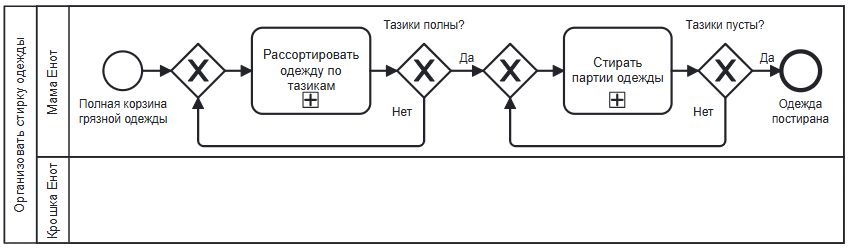 Организовать стирку одежды
Мама Енот
Крошка Енот
Полная корзина
грязной одежды
Рассортировать
одежду по
тазикам
Тазики полны?
Да
Нет
Стирать
партии одежды
Тазики пусты?
Да
Нет
Одежда
постирана